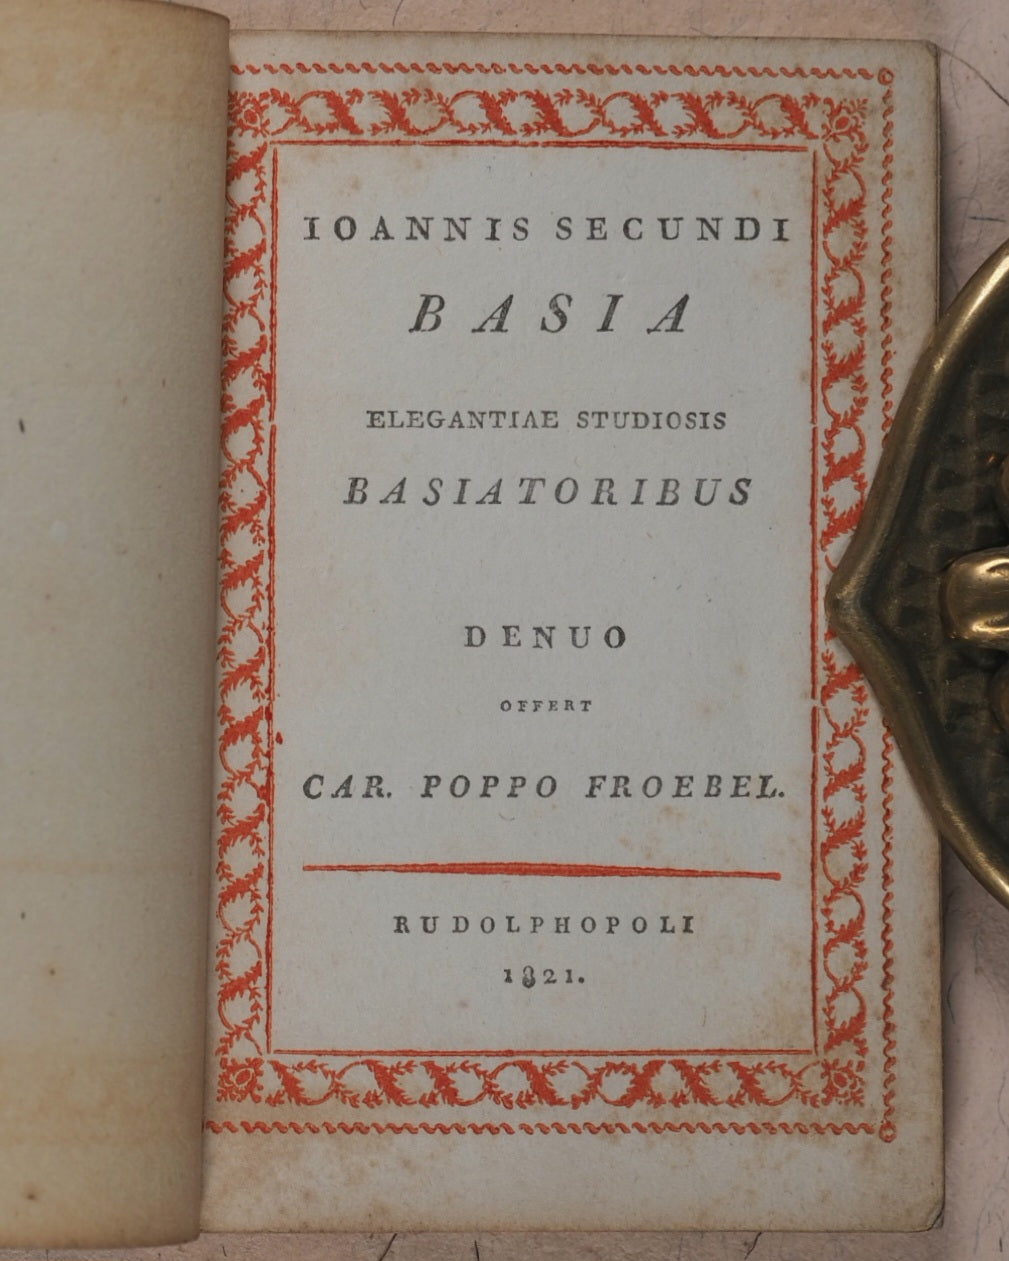 IOANNIS SECUNDI
BASIA
ELEGANTIAE STUDIOSIS
BASIATORIBUS
DENUO
OFFERT
CAR. POPPO FROEBEL.
RUDOLPHOPOLI
1821.